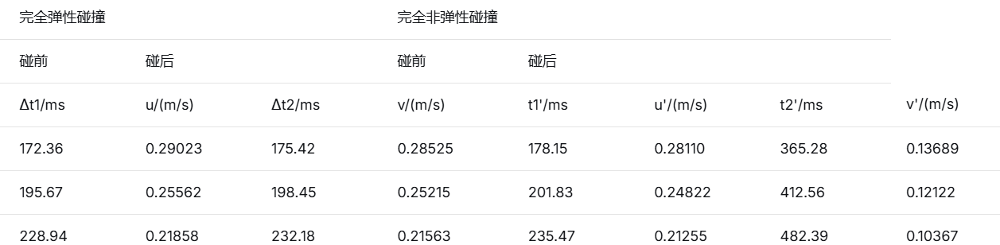 完全弹性碰撞 完全非弹性碰撞
碰前 碰后 碰前 碰后
Δt1/ms u/(m/s) Δt2/ms v/(m/s) t1'/ms u'/(m/s) t2'/ms v'/(m/s)
172.36 0.29023 175.42 0.28525 178.15 0.28110 365.28 0.13689
195.67 0.25562 198.45 0.25215 201.83 0.24822 412.56 0.12122
228.94 0.21858 232.18 0.21563 235.47 0.21255 482.39 0.10367